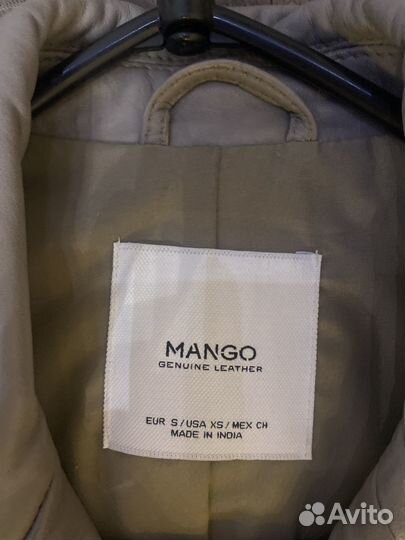 MANGO
GENUINE LEATHER
EUR S/USA XS/MEX CH
MADE IN INDIA
Avito